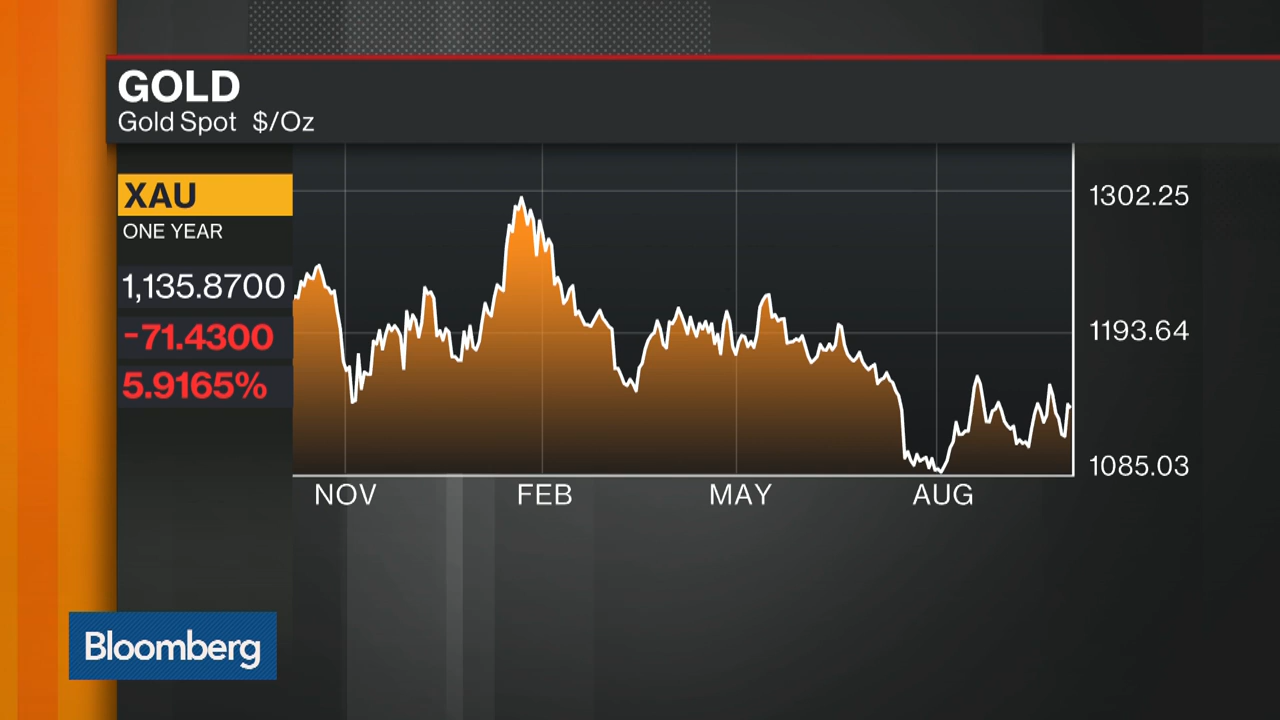 GOLD
Gold Spot $/Oz
XAU
ONE YEAR
1,135.8700
-71.4300
5.9165%
1302.25
1193.64
1085.03
NOV FEB MAY AUG
Bloomberg